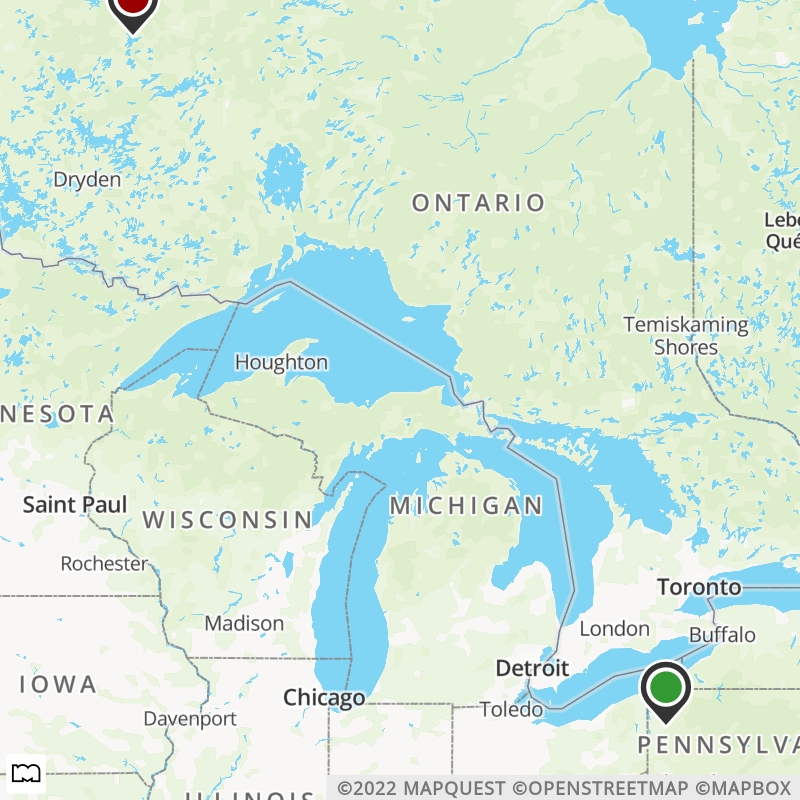 Dryden
ONTARIO
Lebe
Qué
Temiskaming
Shores
Houghton
NESOTA
Saint Paul
WISCONSIN
MICHIGAN
Rochester
Toronto
Madison
London
Buffalo
IOWA
Chicago
Detroit
Toledo
Davenport
PENNSYLVA
ILLINOIS
©2022 MAPQUEST ©OPENSTREETMAP ©MAPBOX